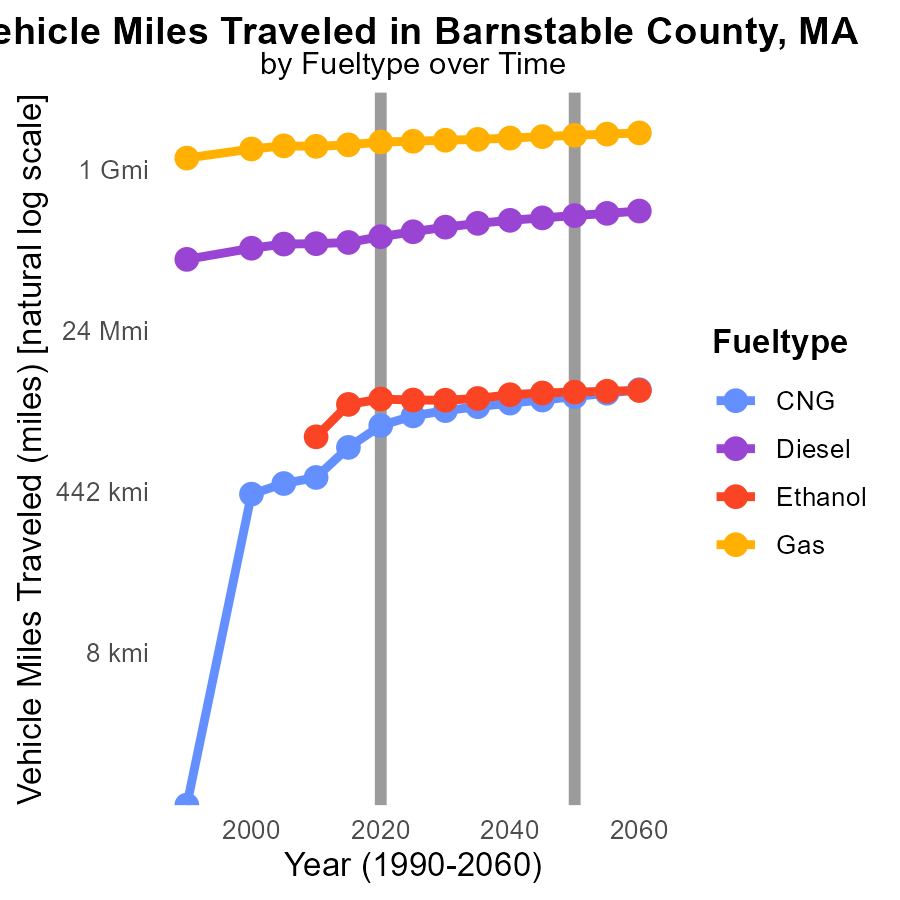 ehicle Miles Traveled in Barnstable County, MA
by Fueltype over Time
Vehicle Miles Traveled (miles) [natural log scale]
1 Gmi
24 Mmi
442 kmi
8 kmi
2000 2020 2040 2060
Year (1990-2060)
Fueltype
CNG
Diesel
Ethanol
Gas